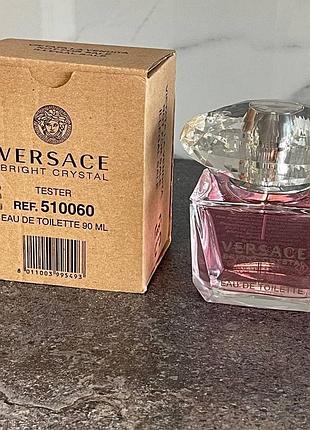 VERSACE
BRIGHT CRYSTAL
TESTER
REF. 510060
EAU DE TOILETTE 90 ML
8 011003 995493
VERSACE
EAU DE TOILETTE